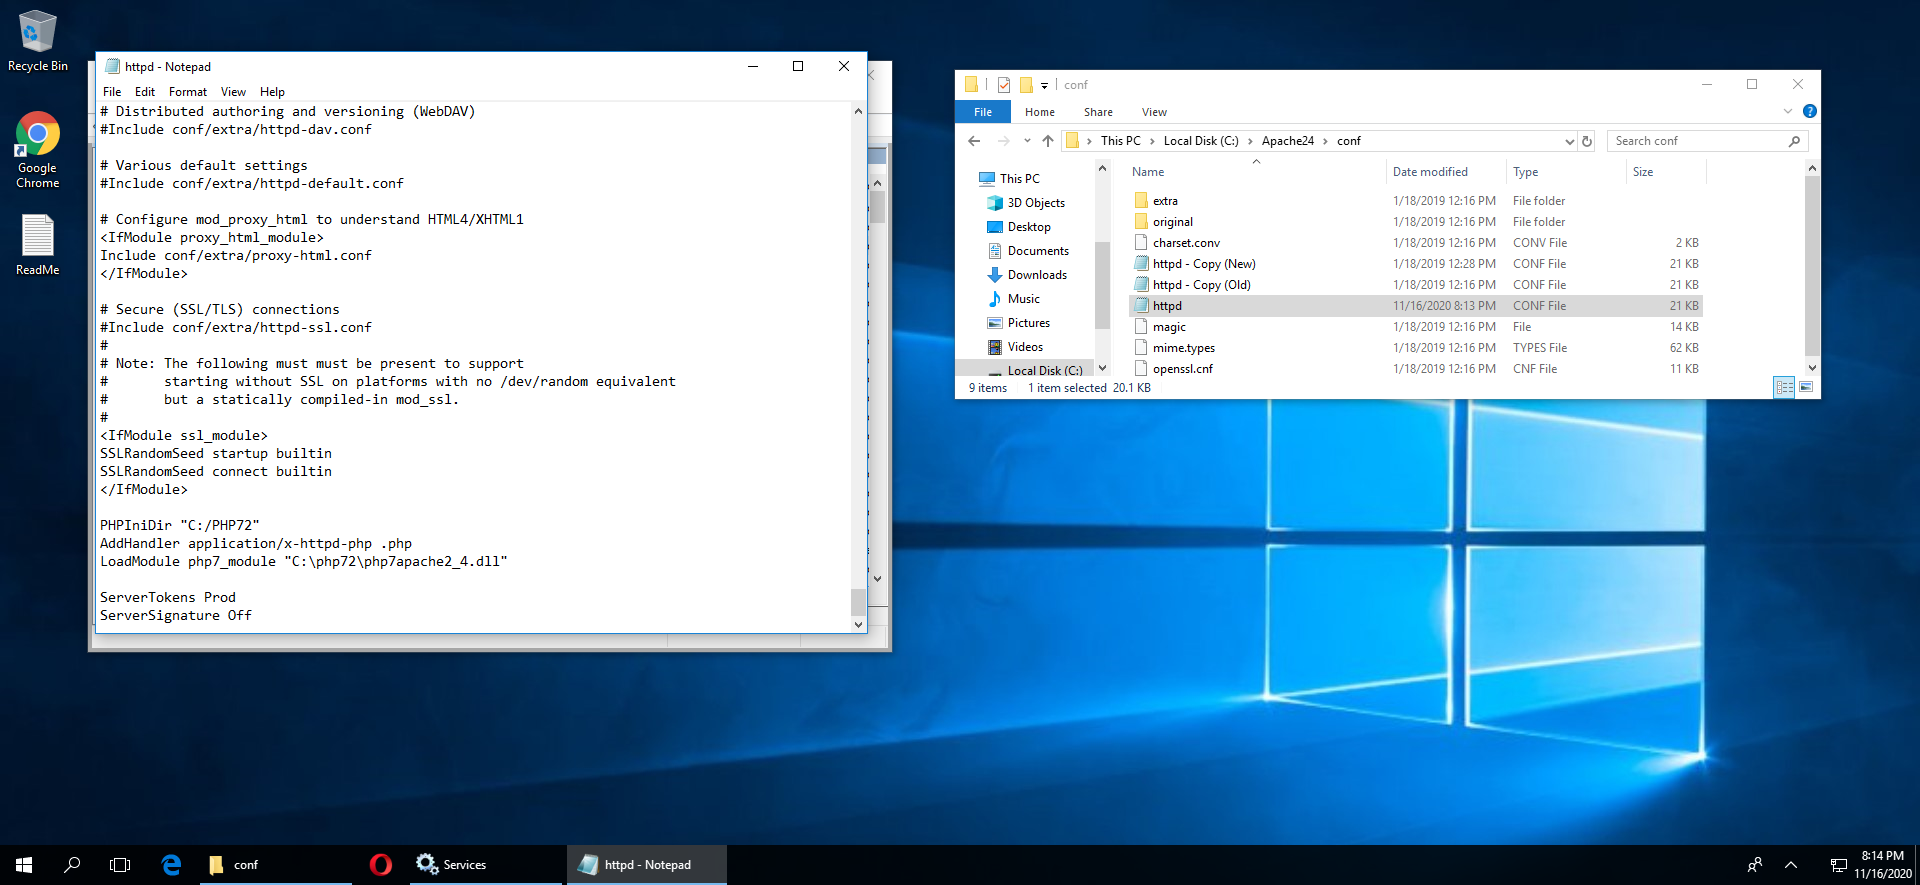 Recycle Bin
Google
Chrome
ReadMe
httpd - Notepad
File Edit Format View Help
# Distributed authoring and versioning (WebDAV)
#Include conf/extra/httpd-dav.conf
# Various default settings
#Include conf/extra/httpd-default.conf
# Configure mod_proxy_html to understand HTML4/XHTML1
<IfModule proxy_html_module>
Include conf/extra/proxy-html.conf
</IfModule>
# Secure (SSL/TLS) connections
#Include conf/extra/httpd-ssl.conf
#
# Note: The following must must be present to support
#       starting without SSL on platforms with no /dev/random equivalent
#       but a statically compiled-in mod_ssl.
#
<IfModule ssl_module>
SSLRandomSeed startup builtin
SSLRandomSeed connect builtin
</IfModule>
PHPIniDir "C:/PHP72"
AddHandler application/x-httpd-php .php
LoadModule php7_module "C:\php72\php7apache2_4.dll"
ServerTokens Prod
ServerSignature Off
conf
File Home Share View
This PC > Local Disk (C:) > Apache24 > conf
Search conf
This PC
3D Objects
Desktop
Documents
Downloads
Music
Pictures
Videos
Local Disk (C:)
Name Date modified Type Size
extra 1/18/2019 12:16 PM File folder
original 1/18/2019 12:16 PM File folder
charset.conv 1/18/2019 12:16 PM CONV File 2 KB
httpd - Copy (New) 1/18/2019 12:28 PM CONF File 21 KB
httpd - Copy (Old) 1/18/2019 12:16 PM CONF File 21 KB
httpd 11/16/2020 8:13 PM CONF File 21 KB
magic 1/18/2019 12:16 PM File 14 KB
mime.types 1/18/2019 12:16 PM TYPES File 62 KB
openssl.cnf 1/18/2019 12:16 PM CNF File 11 KB
9 items 1 item selected 20.1 KB
conf
Services
httpd - Notepad
8:14 PM
11/16/2020